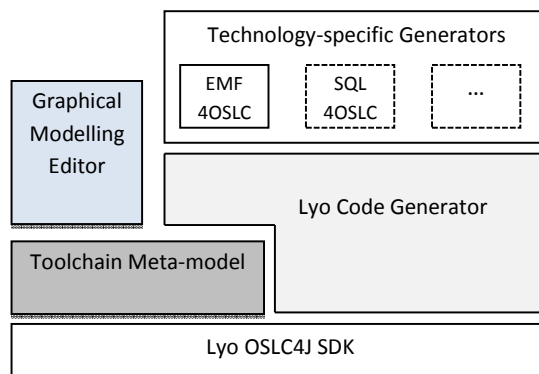 Technology-specific Generators
EMF
4OSLC
SQL
4OSLC
...
Graphical
Modelling
Editor
Lyo Code Generator
Toolchain Meta-model
Lyo OSLC4J SDK